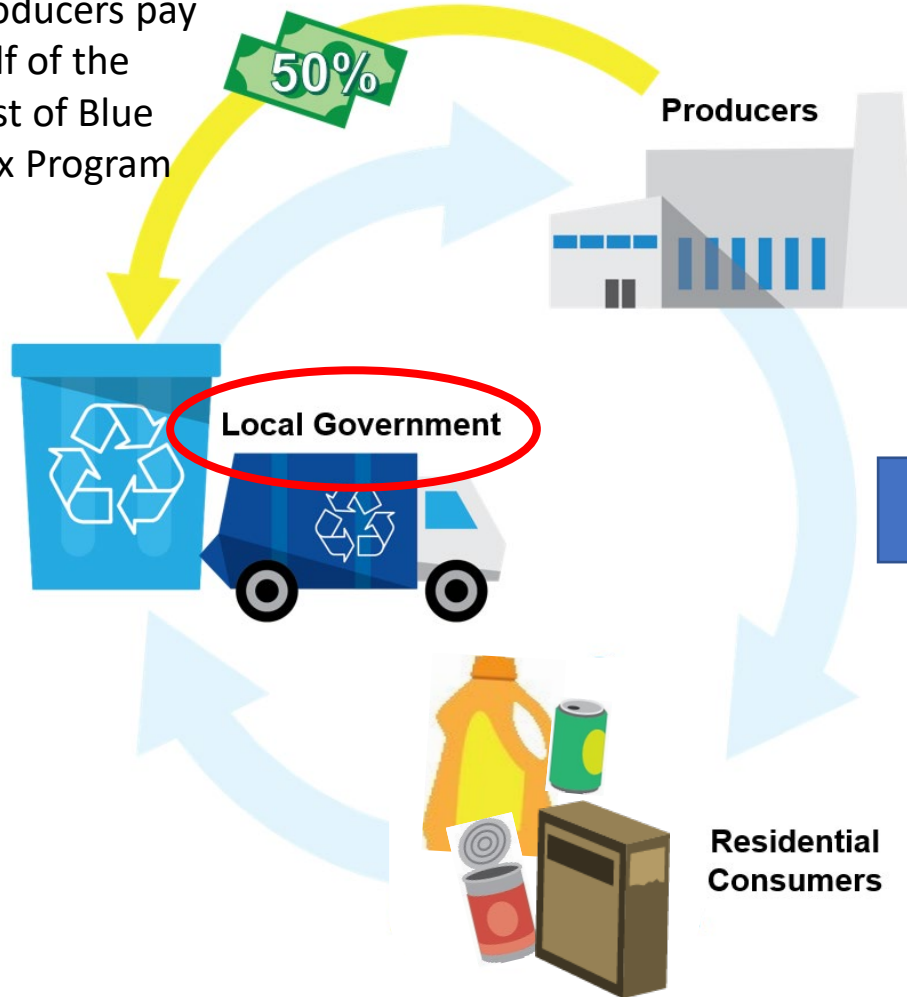 oducers pay
lf of the
st of Blue
x Program
50%
Producers
Local Government
Residential
Consumers